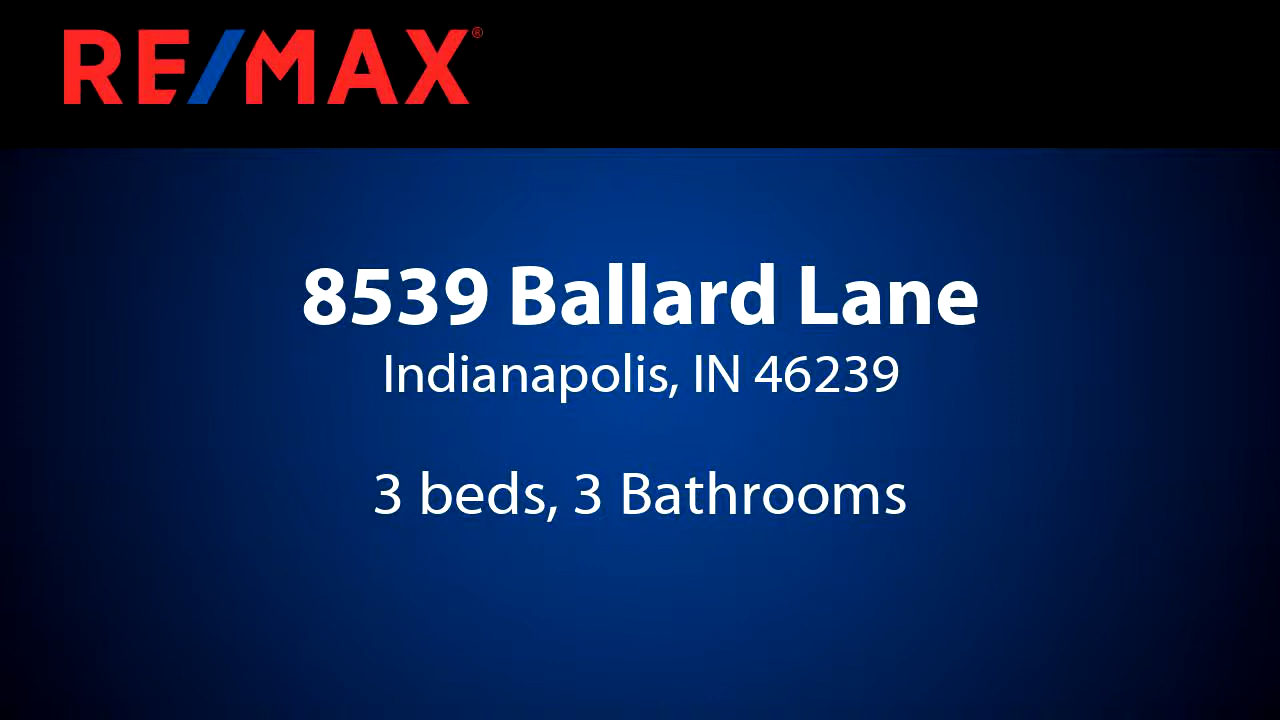 RE/MAX®
8539 Ballard Lane
Indianapolis, IN 46239
3 beds, 3 Bathrooms